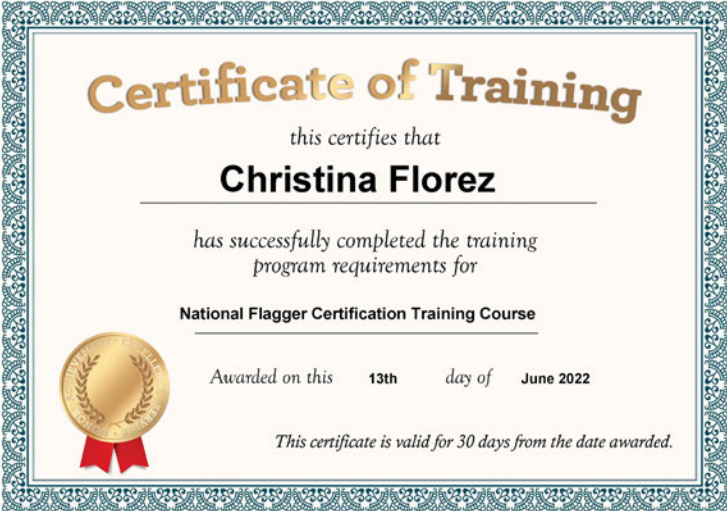 Certificate of Training
this certifies that
Christina Florez
has successfully completed the training
program requirements for
National Flagger Certification Training Course
Awarded on this 13th day of June 2022
This certificate is valid for 30 days from the date awarded.